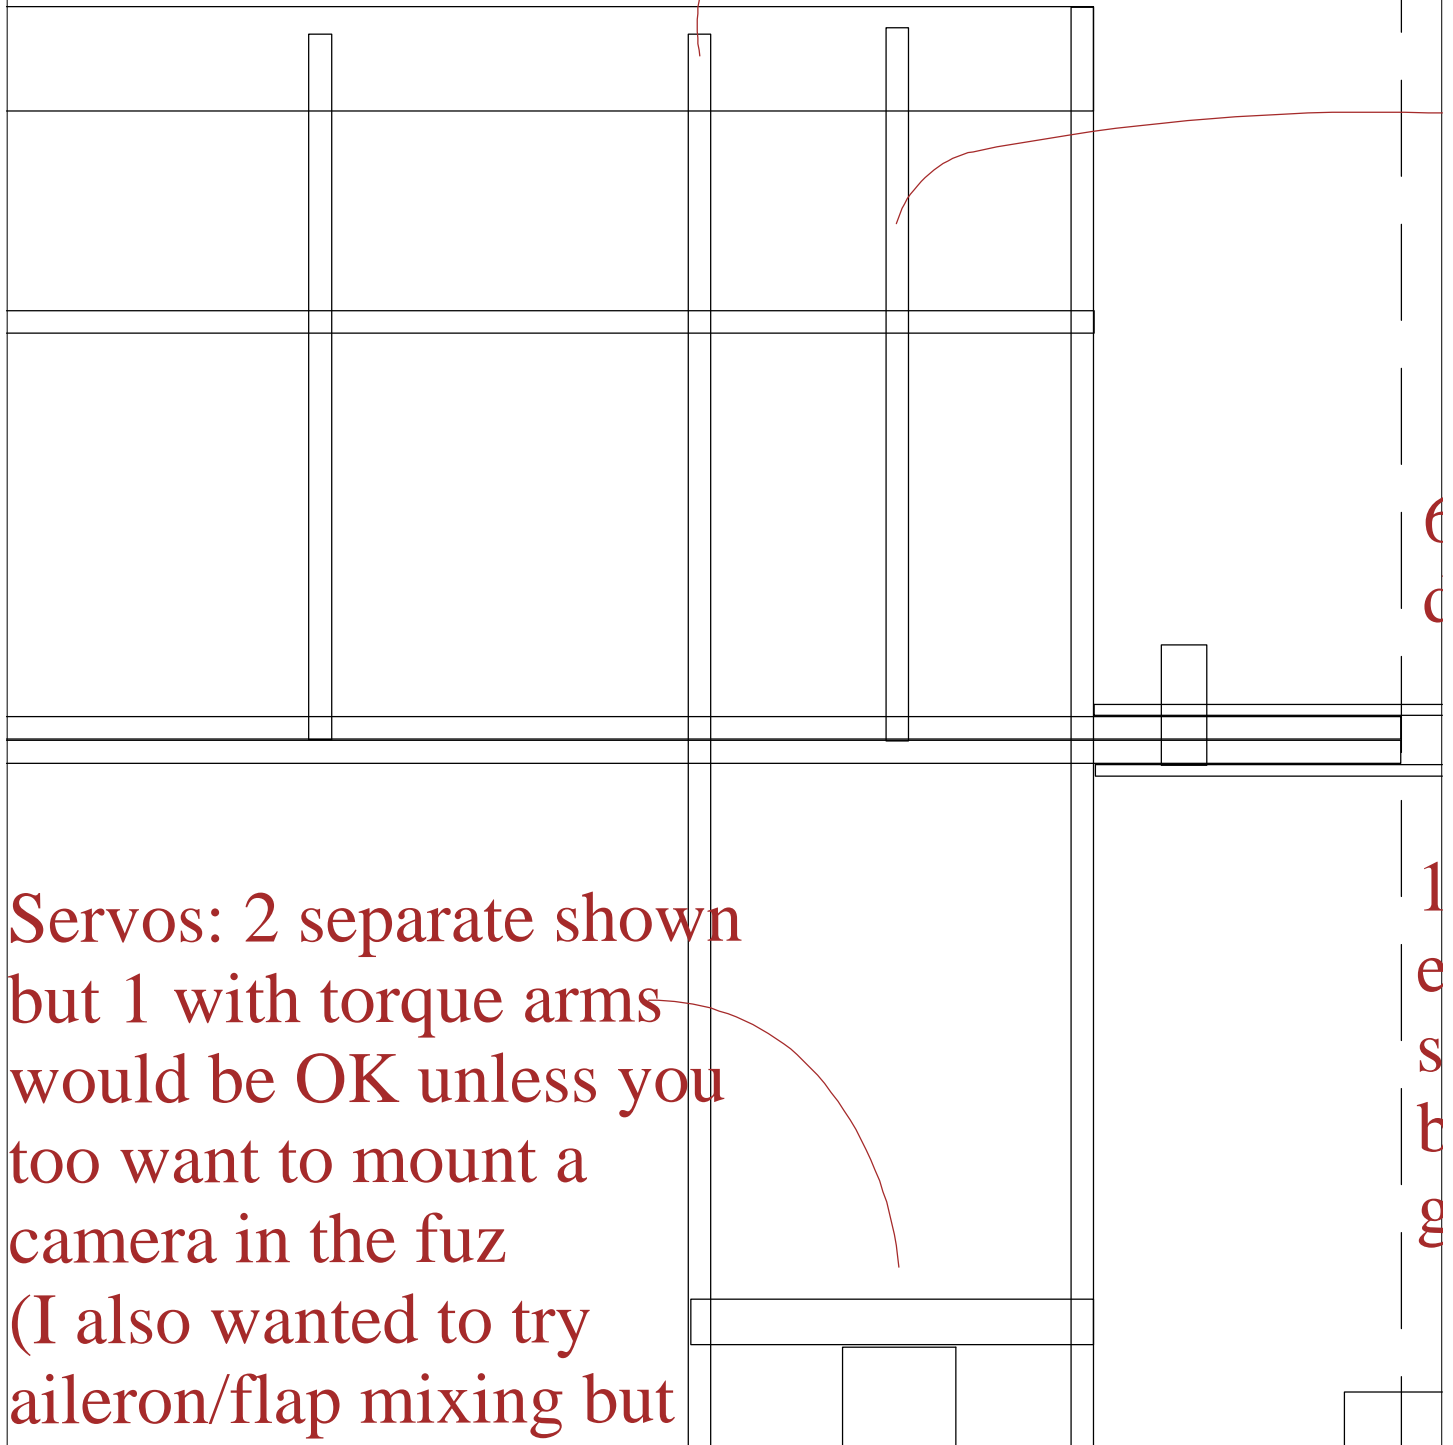 Servos: 2 separate shown
but 1 with torque arms
would be OK unless you
too want to mount a
camera in the fuz
(I also wanted to try
aileron/flap mixing but